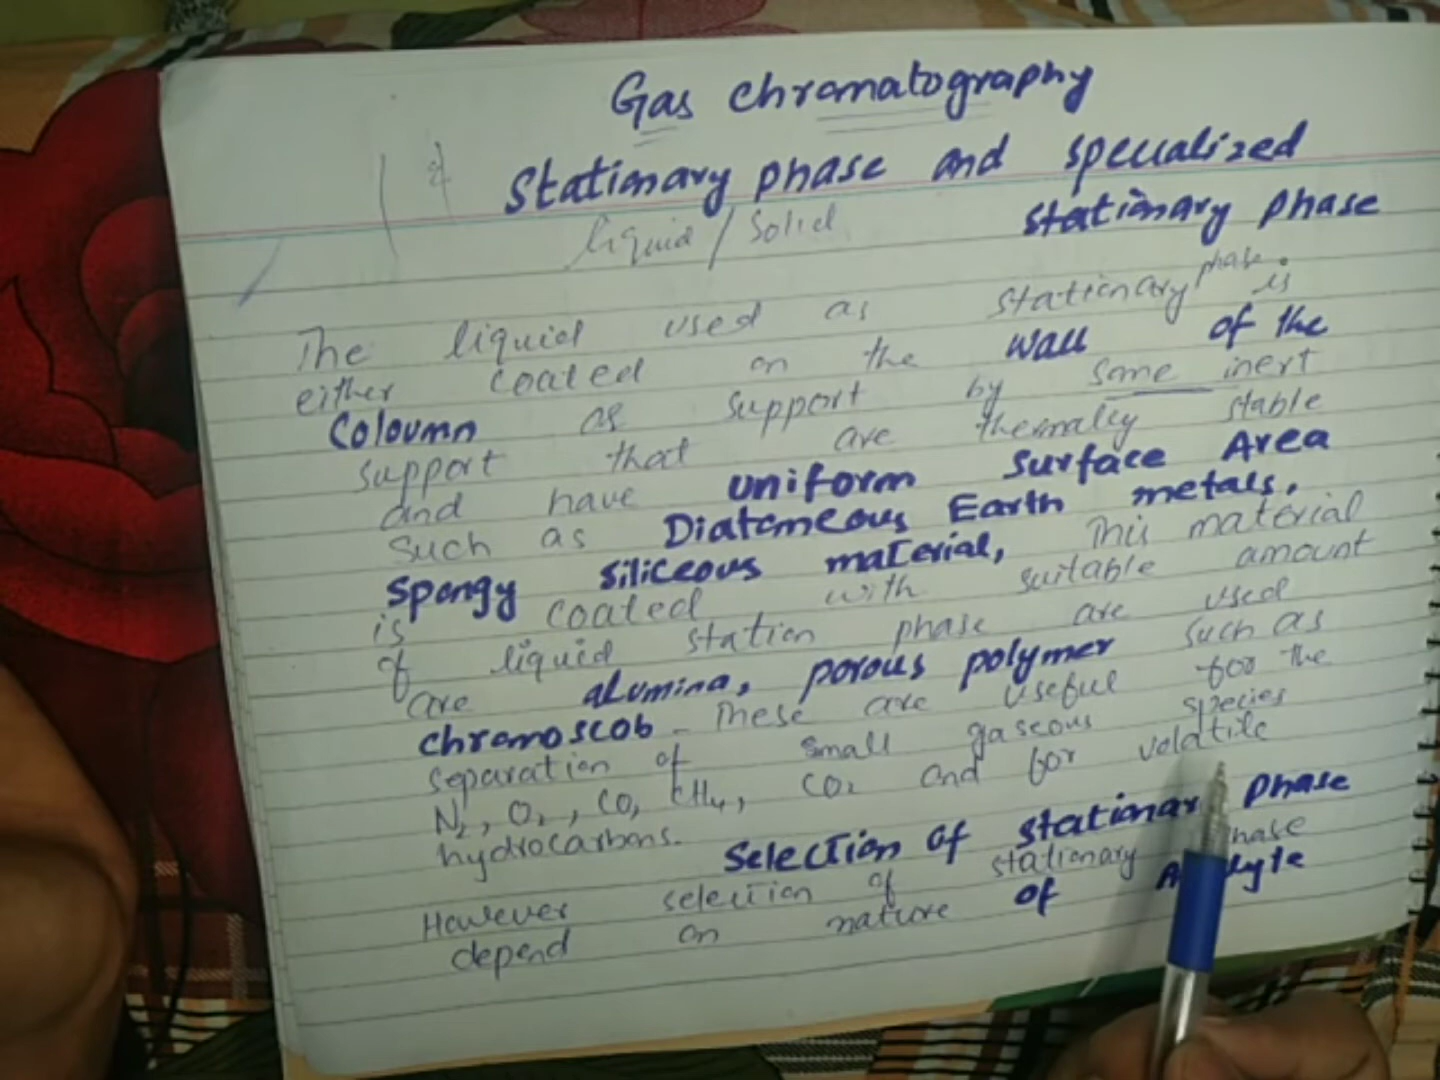 Gas chromatography
Stationary phase and specialized
stationary phase
liquid / Solid
The liquid used as stationary phase is
either coated on the wall of the
Coloumn as support by some inert
support that are thermally stable
and have uniform surface Area
such as Diatomeous Earth metals,
spongy siliceous material, This material
is coated with suitable amount
of liquid station phase are used
are alumina, porous polymer such as
chromoscob - These are useful for the
separation of small gaseous species
N2, O2, CO, CH4, CO2 and for volatile
hydrocarbons.
Selection of stationary phase
However selection of stationary phase
depend on nature of Analyte